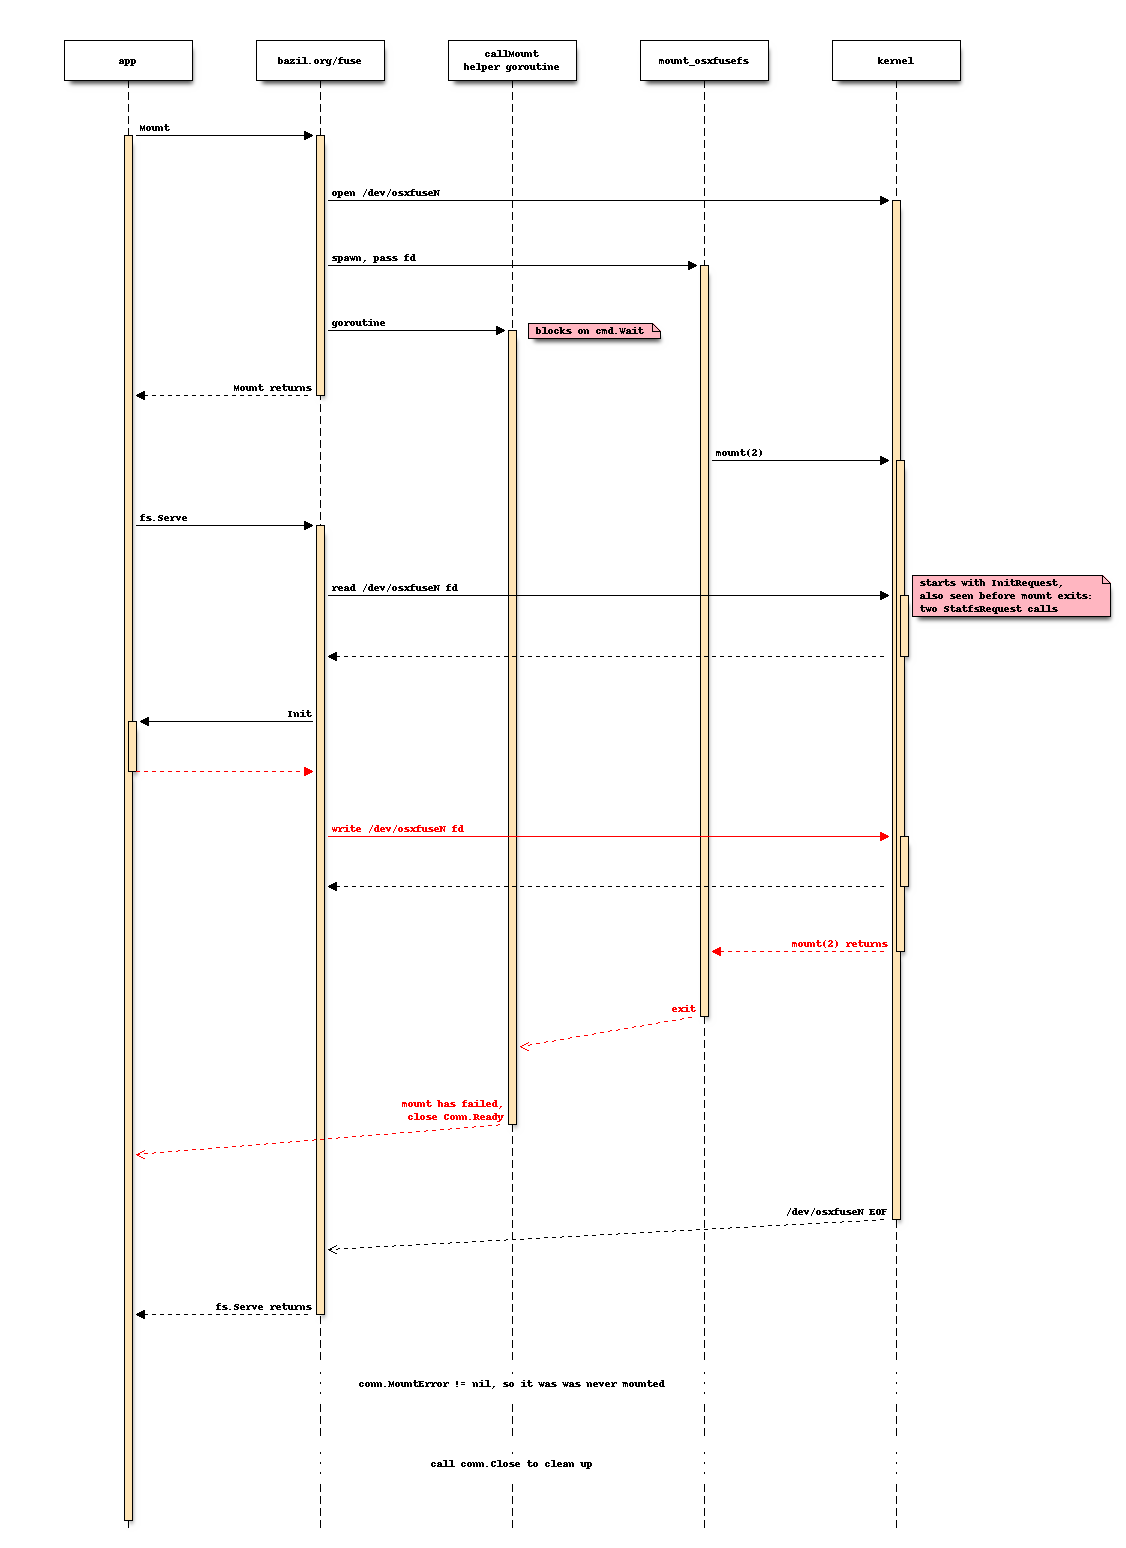 app
bazil.org/fuse
callMount
helper goroutine
mount_osxfusefs
kernel
Mount
open /dev/osxfuseN
spawn, pass fd
goroutine
blocks on cmd.Wait
Mount returns
mount(2)
fs.Serve
read /dev/osxfuseN fd
starts with InitRequest,
also seen before mount exits:
two StatfsRequest calls
Init
write /dev/osxfuseN fd
mount(2) returns
exit
mount has failed,
close Conn.Ready
/dev/osxfuseN EOF
fs.Serve returns
conn.MountError != nil, so it was was never mounted
call conn.Close to clean up